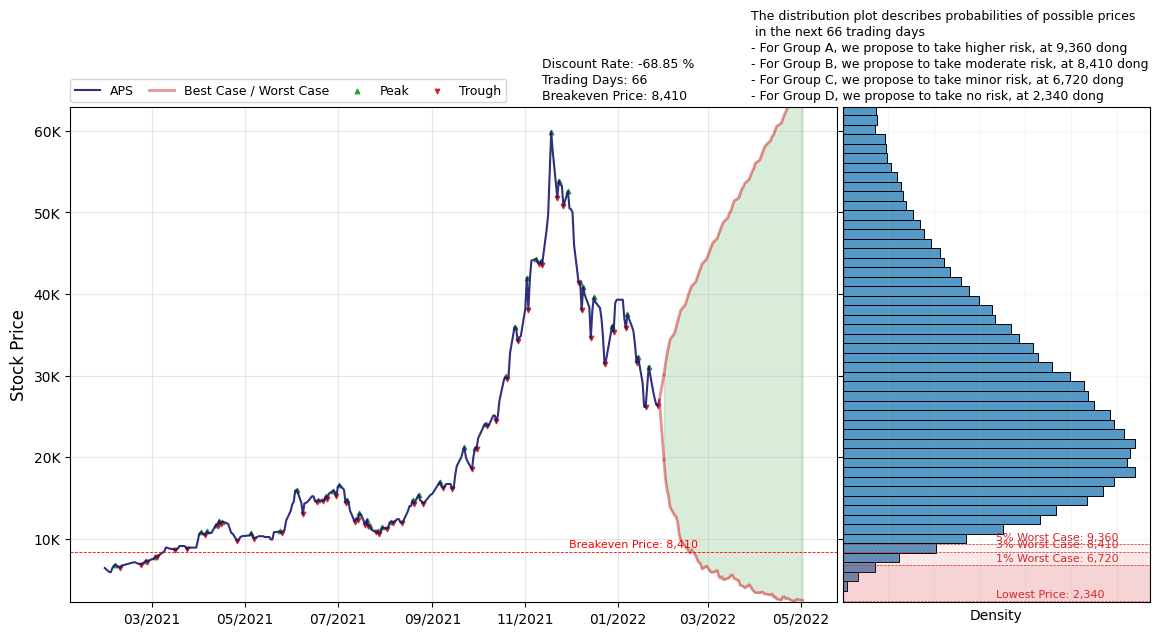 The distribution plot describes probabilities of possible prices
in the next 66 trading days
- For Group A, we propose to take higher risk, at 9,360 dong
- For Group B, we propose to take moderate risk, at 8,410 dong
- For Group C, we propose to take minor risk, at 6,720 dong
- For Group D, we propose to take no risk, at 2,340 dong
Discount Rate: -68.85 %
Trading Days: 66
Breakeven Price: 8,410
APS
Best Case / Worst Case
Peak
Trough
Stock Price
60K
50K
40K
30K
20K
10K
Breakeven Price: 8,410
5% Worst Case: 9,360
3% Worst Case: 8,410
1% Worst Case: 6,720
Lowest Price: 2,340
03/2021
05/2021
07/2021
09/2021
11/2021
01/2022
03/2022
05/2022
Density